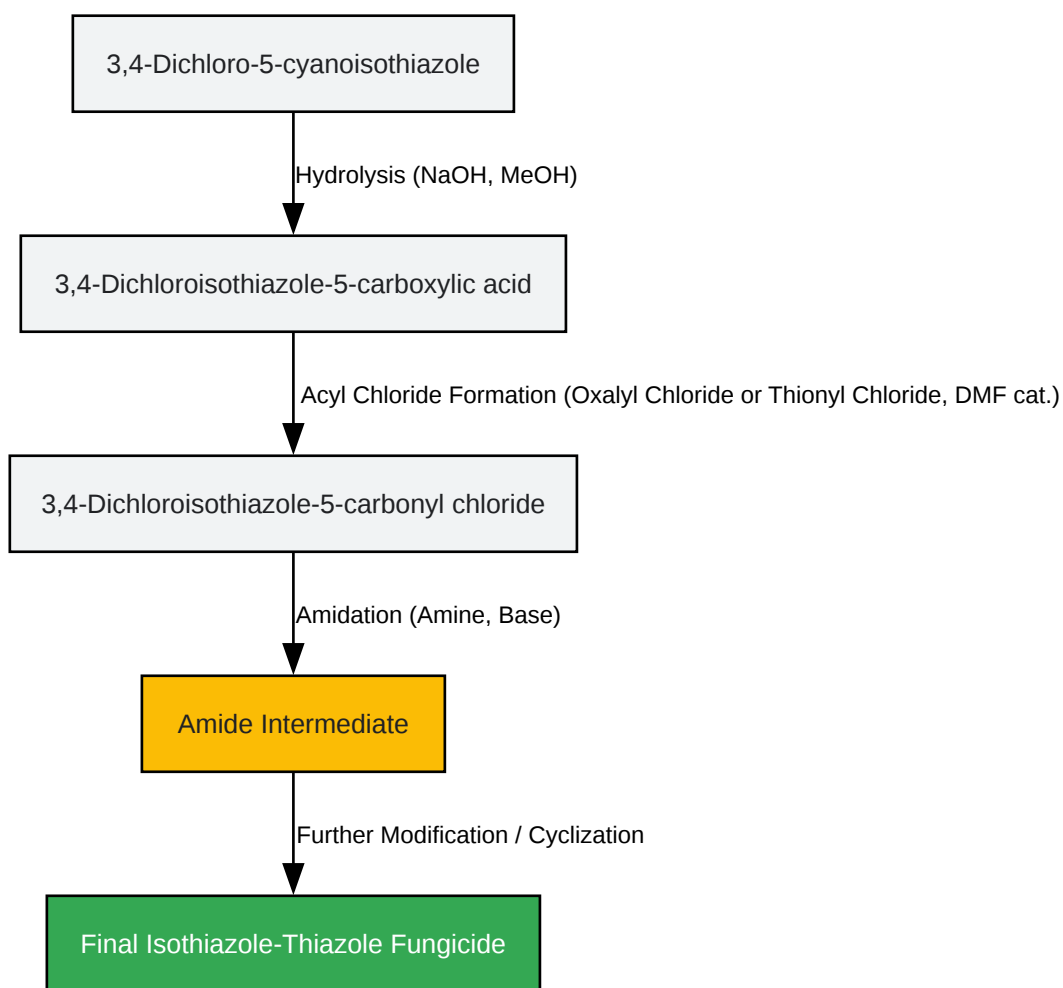 3,4-Dichloro-5-cyanoisothiazole
Hydrolysis (NaOH, MeOH)
3,4-Dichloroisothiazole-5-carboxylic acid
Acyl Chloride Formation (Oxalyl Chloride or Thionyl Chloride, DMF cat.)
3,4-Dichloroisothiazole-5-carbonyl chloride
Amidation (Amine, Base)
Amide Intermediate
Further Modification / Cyclization
Final Isothiazole-Thiazole Fungicide